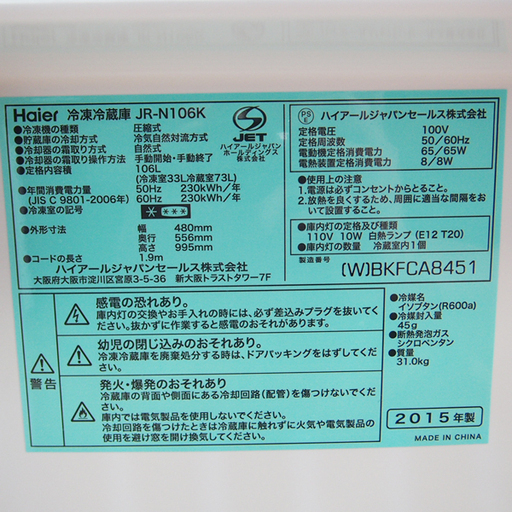 Haier 冷凍冷蔵庫 JR-N106K
●冷凍機の種類 圧縮式
●貯蔵庫の冷却方式 冷気自然対流方式
●冷却器の霜取り方式 手動式
●冷却器の霜取り操作方法 手動開始・手動終了
●定格内容積 106L
(冷凍室33L冷蔵室73L)
●年間消費電力量 50Hz 230kWh/年
(JIS C 9801-2006年) 60Hz 230kWh/年
●冷凍室の記号 ****
●外形寸法 幅 480mm
奥行 556mm
高さ 995mm
●コードの長さ 1.9m
ハイアールジャパンセールス株式会社
大阪府大阪市淀川区宮原3-5-36 新大阪トラストタワー7F
S
JET
ハイアールジャパン
ホールディングス
株式会社
PS
E
ハイアールジャパンセールス株式会社
定格電圧 100V
定格周波数 50/60Hz
電動機定格消費電力 65/65W
電熱装置定格消費電力 8/8W
●使用上の注意
1.電源は必ずコンセントからとること。
2.放熱を良くするため、周囲に適当な間隔をお
いて設置すること。
●庫内灯の定格及び種類
110V 10W 白熱ランプ (E12 T20)
●庫内灯の数量 冷蔵室内1個
製造番号 (W)BKFCA8451
警告
感電の恐れあり。
庫内灯の交換やお手入れの時には、必ず差込みプラグを抜いてく
ださい。抜かずに作業すると感電の恐れがあります。
幼児の閉じ込めのおそれあり。
冷凍冷蔵庫を廃棄処分する時は、ドアパッキングをはずしてくだ
さい。
発火・爆発のおそれあり
冷蔵庫の背面や側面にある冷却回路(配管)を傷つけないでくだ
さい。
庫内では電気製品を使用しないでください。
冷却回路を傷つけたときは冷却器に触れずに火気や電気製品の
使用を避け窓を開け換気してください。
●冷媒名
イソブタン(R600a)
●冷媒封入量
45g
●断熱発泡ガス
シクロペンタン
●質量
31.0kg
2015年製
MADE IN CHINA